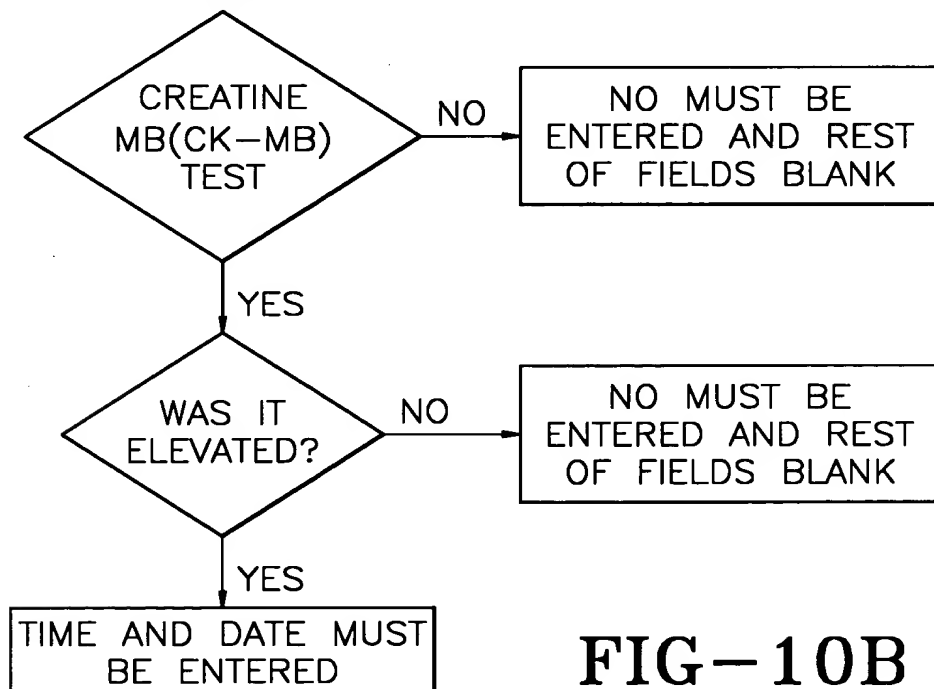 CREATINE
MB(CK-MB)
TEST
NO
NO MUST BE
ENTERED AND REST
OF FIELDS BLANK
YES
WAS IT
ELEVATED?
NO
NO MUST BE
ENTERED AND REST
OF FIELDS BLANK
YES
TIME AND DATE MUST
BE ENTERED
FIG-10B